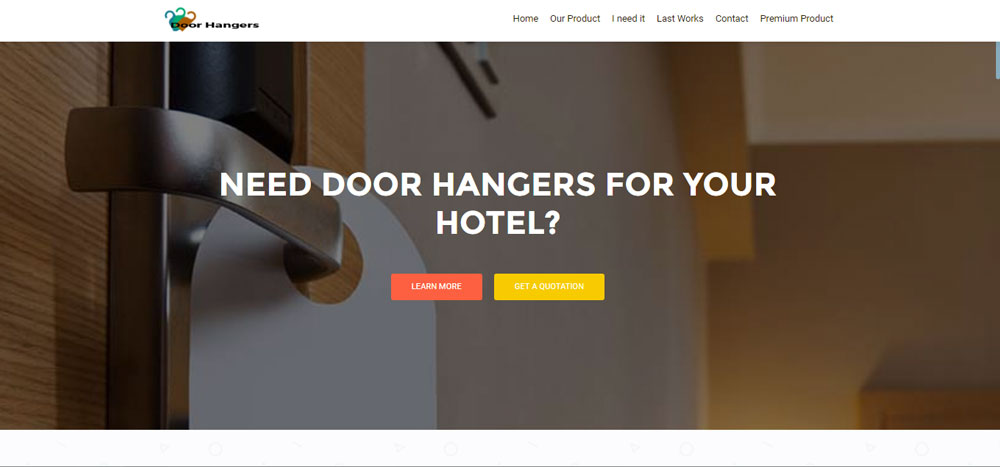 Door Hangers
Home Our Product I need it Last Works Contact Premium Product
NEED DOOR HANGERS FOR YOUR
HOTEL?
LEARN MORE GET A QUOTATION